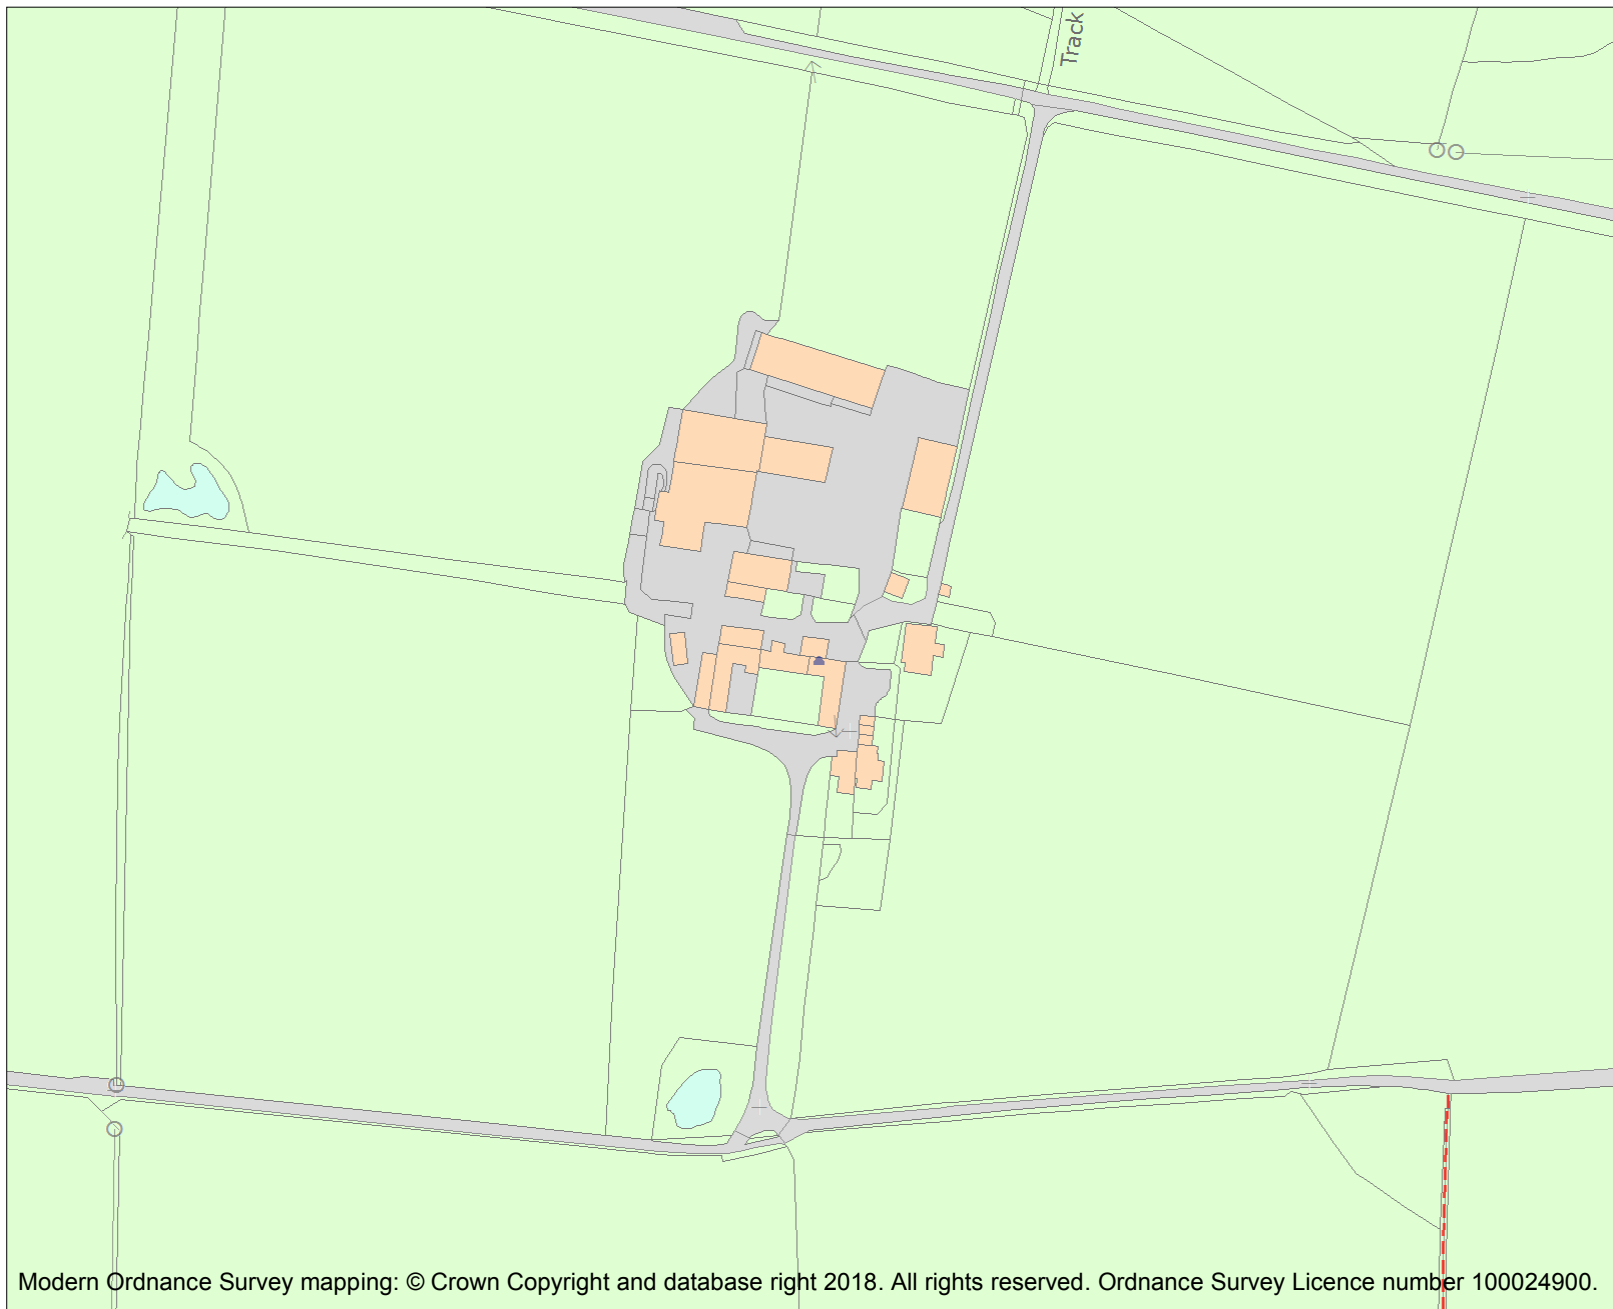 Track
Modern Ordnance Survey mapping: © Crown Copyright and database right 2018. All rights reserved. Ordnance Survey Licence number 100024900.